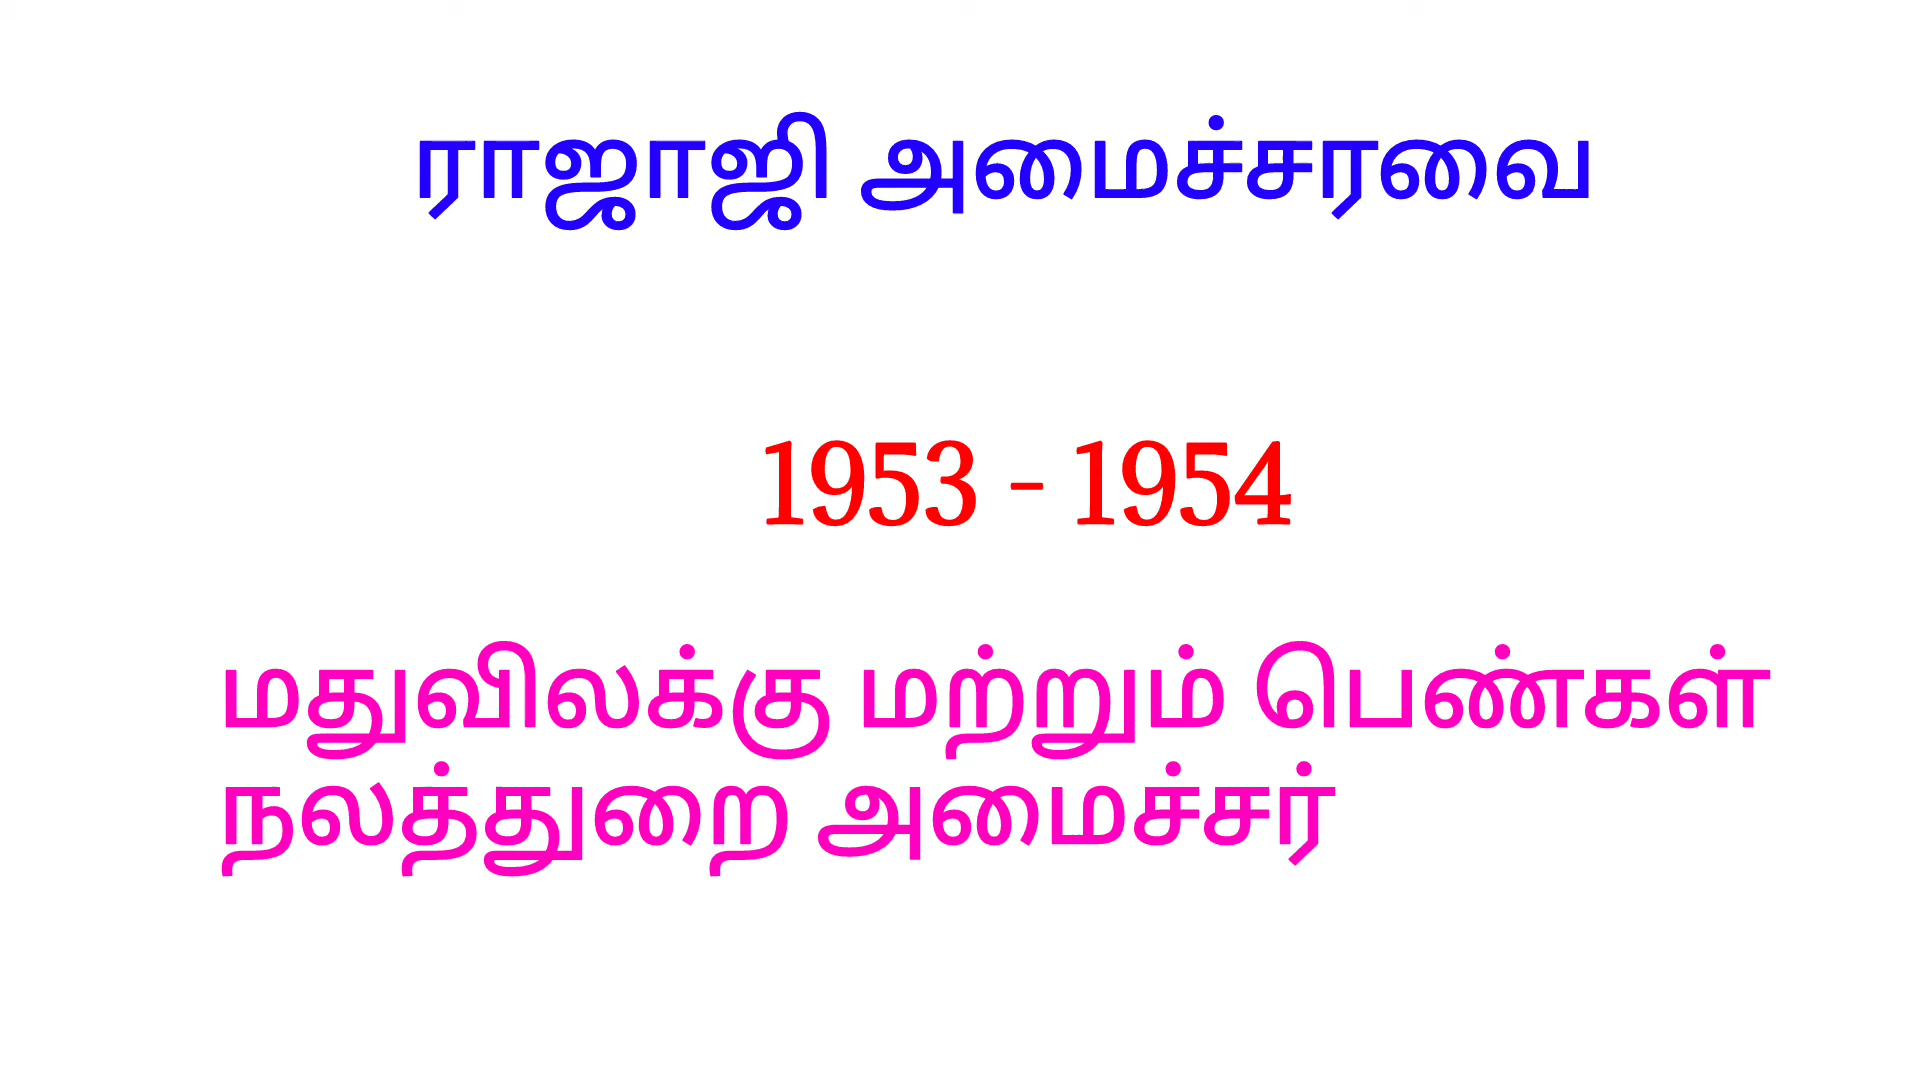 ராஜாஜி அமைச்சரவை
1953 - 1954
மதுவிலக்கு மற்றும் பெண்கள்
நலத்துறை அமைச்சர்